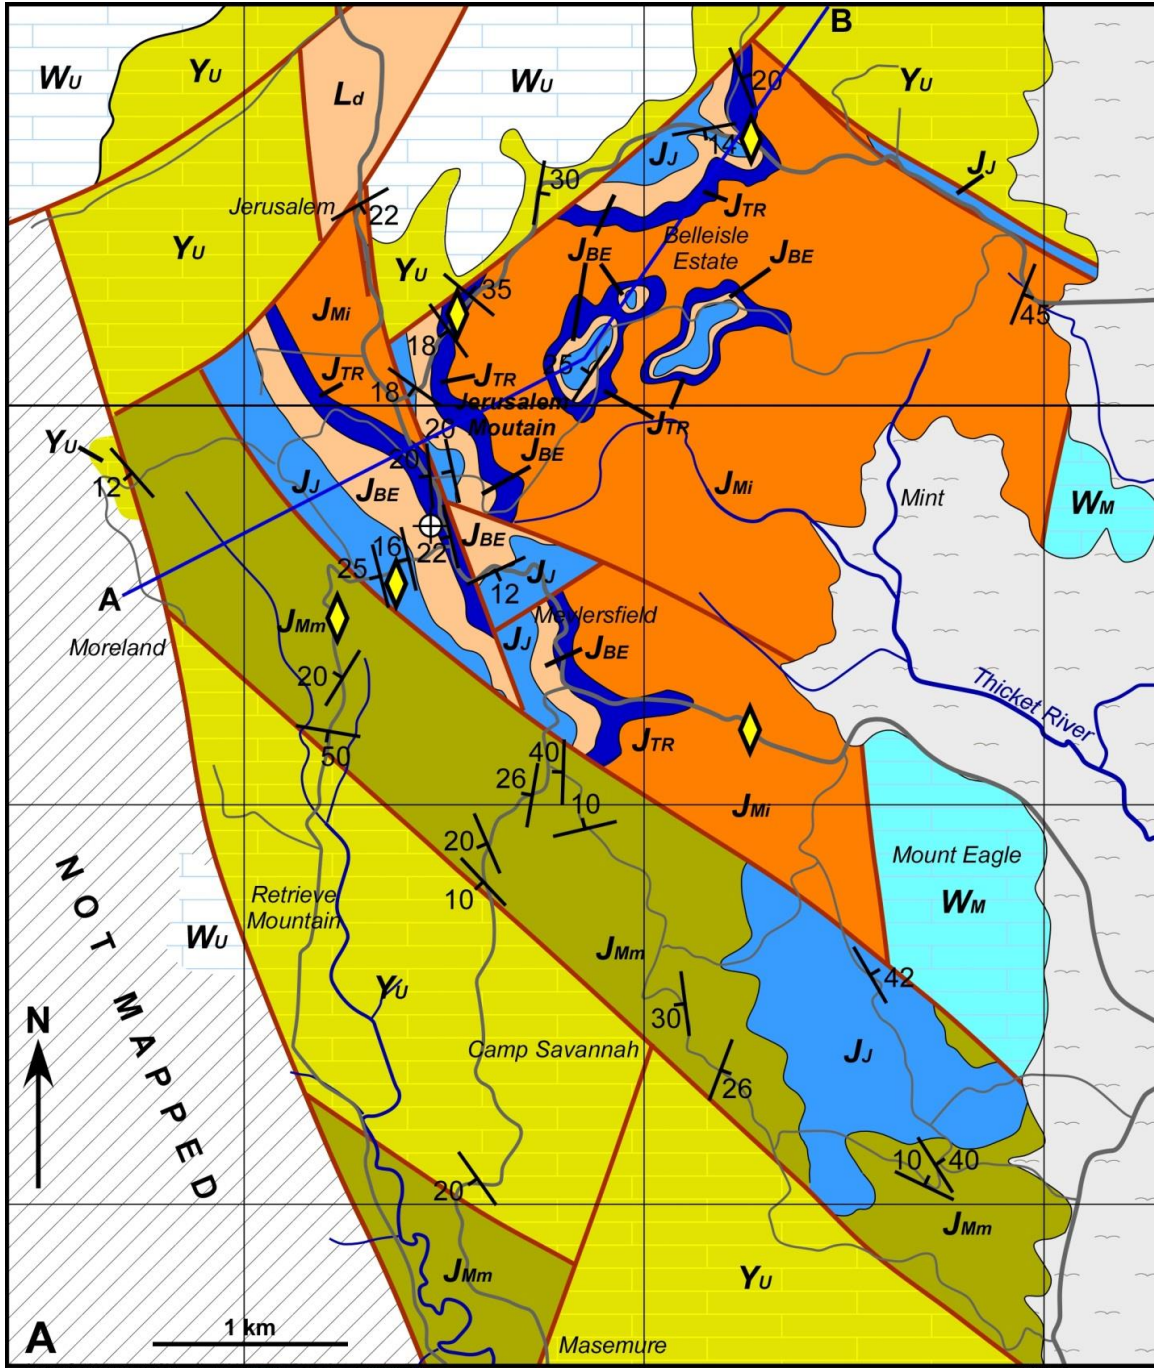 B
WU
YU
Ld
WU
YU
20
14
JJ
JJ
30
Jerusalem
22
JTR
YU
JBE
Belleisle
Estate
JBE
YU
35
45
JMi
18
25
JTR
JTR
18
Jerusalem
Moutain
JTR
20
YU
20
JBE
12
JJ
JBE
JMi
Mint
WM
JBE
16
22
25
JJ
A
12
Mevlersfield
JMm
JJ
JBE
Moreland
20
Thicket River
50
JTR
40
26
10
JMi
20
Mount Eagle
10
WM
Retrieve
Mountain
WU
NOT MAPPED
JMm
YU
42
N
30
Camp Savannah
JJ
26
10
40
20
JMm
JMm
YU
A
1 km
Masemure